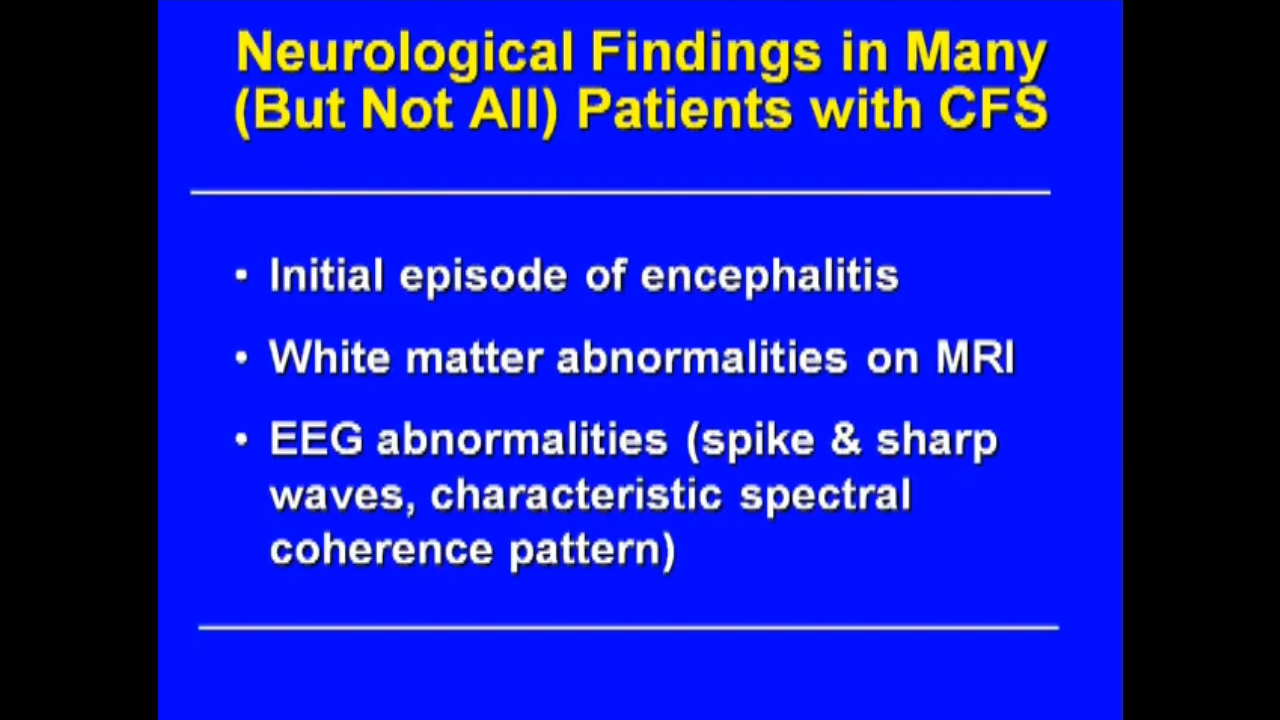 Neurological Findings in Many
(But Not All) Patients with CFS
• Initial episode of encephalitis
• White matter abnormalities on MRI
• EEG abnormalities (spike & sharp
waves, characteristic spectral
coherence pattern)